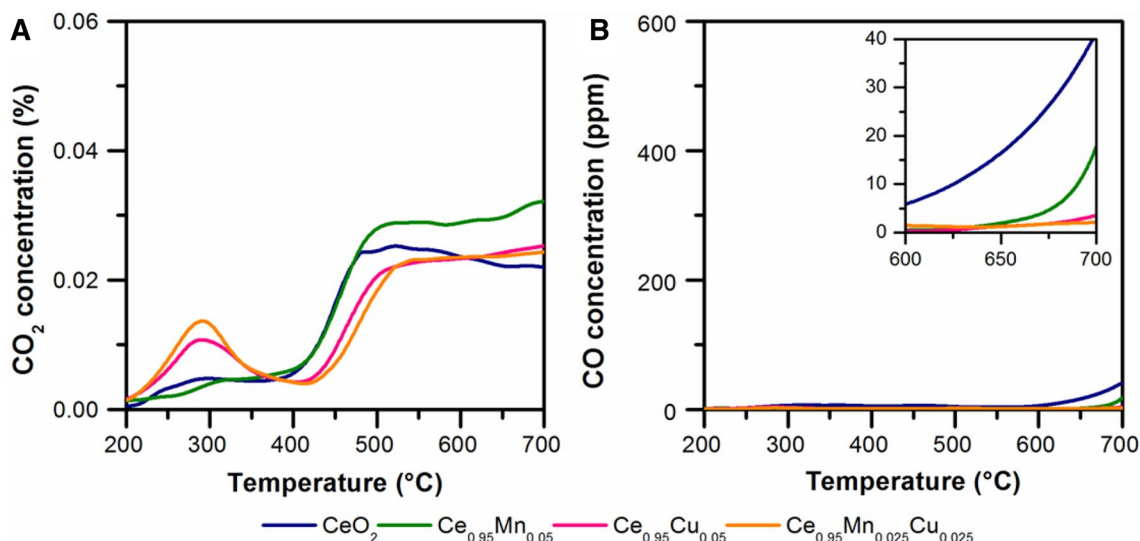 A
CO₂ concentration (%)
0.06
0.04
0.02
0.00
200 300 400 500 600 700
Temperature (°C)
B
CO concentration (ppm)
600
400
200
0
200 300 400 500 600 700
Temperature (°C)
40
30
20
10
0
600 650 700
CeO₂ Ce₀.₉₅Mn₀.₀₅ Ce₀.₉₅Cu₀.₀₅ Ce₀.₉₅Mn₀.₀₂₅Cu₀.₀₂₅